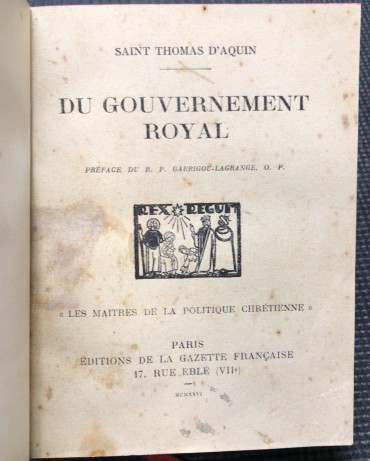 SAINT THOMAS D'AQUIN
DU GOUVERNEMENT
ROYAL
PRÉFACE DU R. P. GARRIGOU-LAGRANGE, O. P.
REX REGUM
« LES MAITRES DE LA POLITIQUE CHRÉTIENNE »
PARIS
ÉDITIONS DE LA GAZETTE FRANÇAISE
17, RUE EBLÉ (VIIe)
MCMXXVI